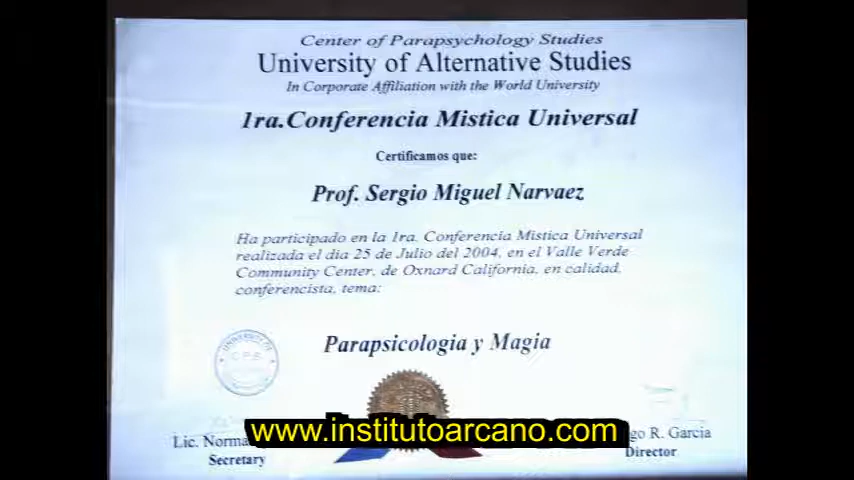 Center of Parapsychology Studies
University of Alternative Studies
In Corporate Affiliation with the World University
1ra.Conferencia Mistica Universal
Certificamos que:
Prof. Sergio Miguel Narvaez
Ha participado en la 1ra. Conferencia Mistica Universal
realizada el dia 25 de Julio del 2004, en el Valle Verde
Community Center, de Oxnard California, en calidad,
conferencista, tema:
Parapsicologia y Magia
UNIVERSITY OF
C.P.S.
Lic. Norma
R. Garcia
www.institutoarcano.com
Secretary
Director